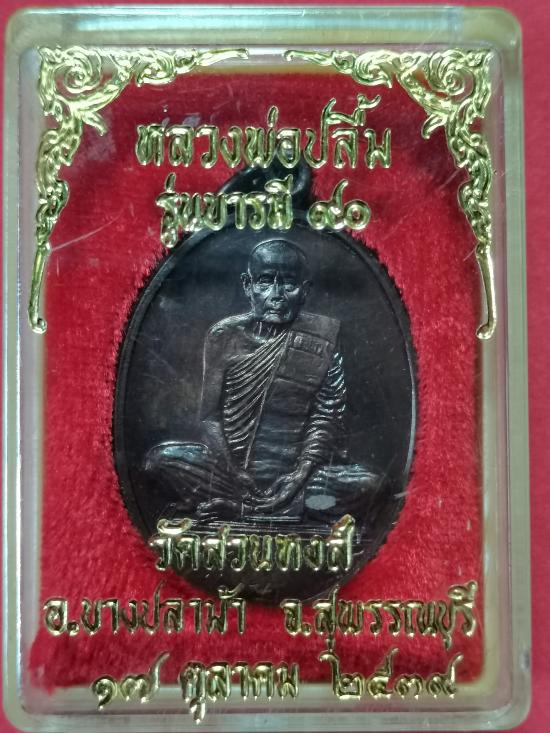 หลวงพ่อปลื้ม
รุ่นบารมี ๙๐
วัดสวนหงส์
อ.บางปลาม้า จ.สุพรรณบุรี
๑๗ ตุลาคม ๒๕๓๙